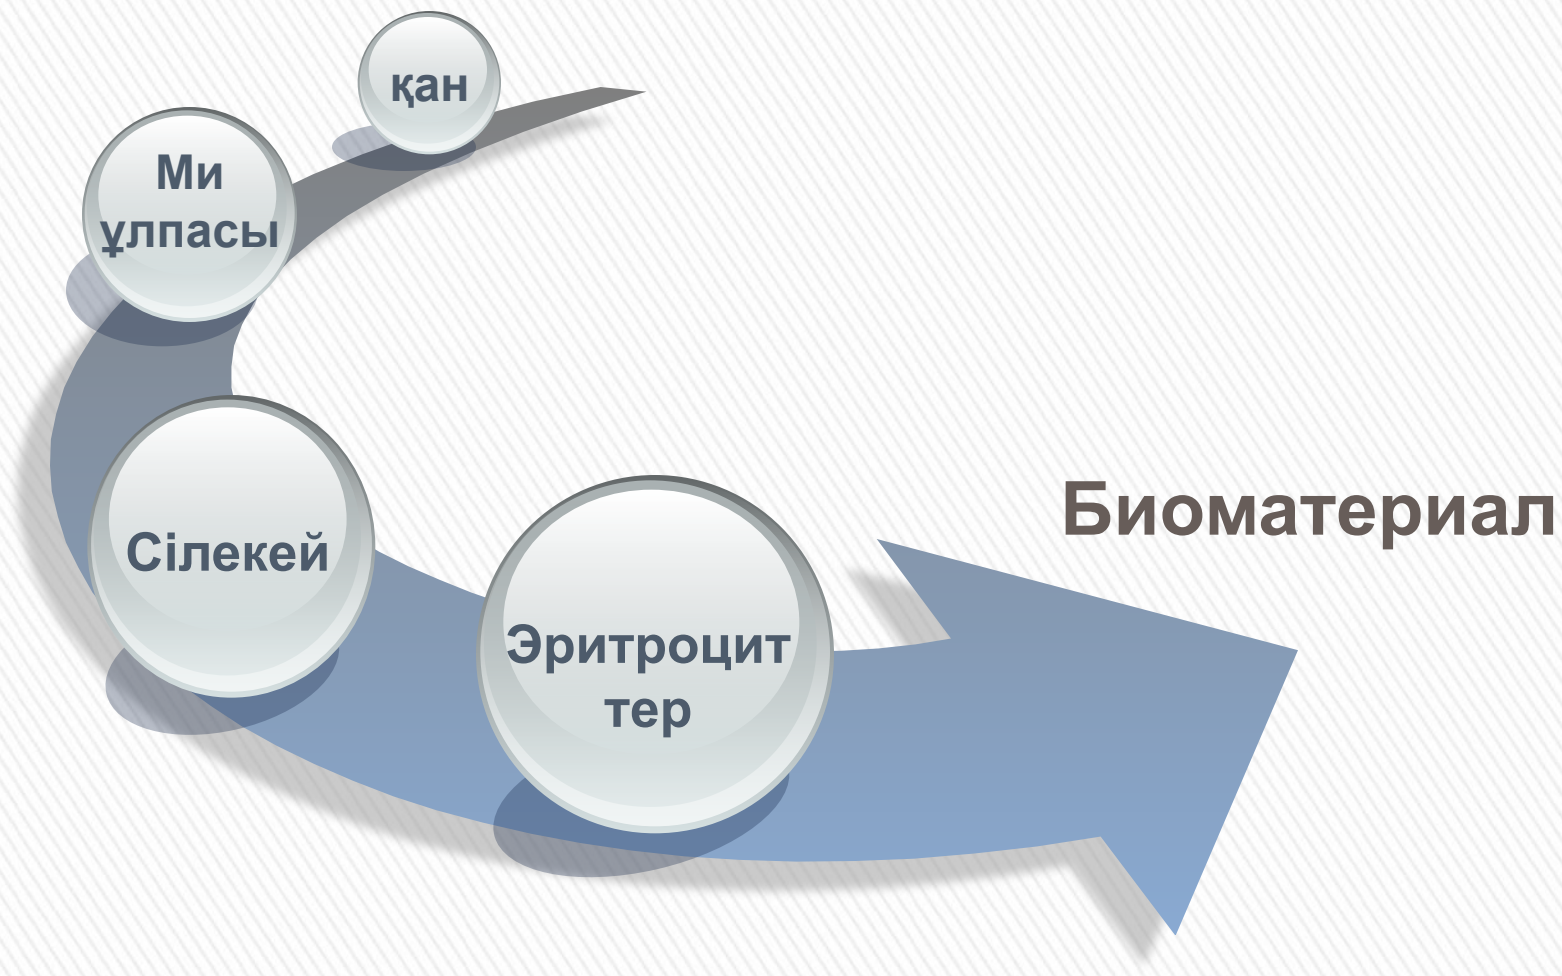 қан
Ми
ұлпасы
Сілекей
Эритроцит
тер
Биоматериал